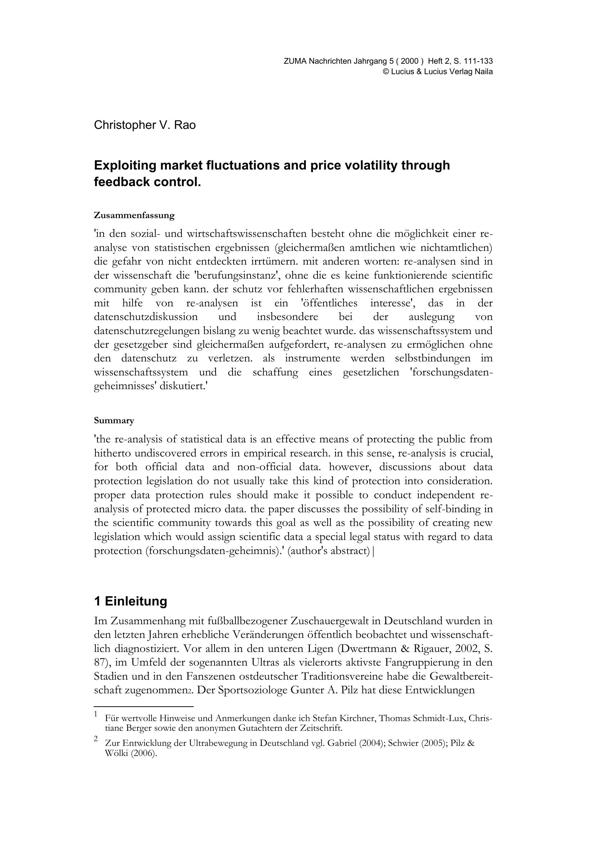 ZUMA Nachrichten Jahrgang 5 ( 2000 ) Heft 2, S. 111-133
© Lucius & Lucius Verlag Naila
Christopher V. Rao
Exploiting market fluctuations and price volatility through
feedback control.
Zusammenfassung
'in den sozial- und wirtschaftswissenschaften besteht ohne die möglichkeit einer re-
analyse von statistischen ergebnissen (gleichermaßen amtlichen wie nichtamtlichen)
die gefahr von nicht entdeckten irrtümern. mit anderen worten: re-analysen sind in
der wissenschaft die 'berufungsinstanz', ohne die es keine funktionierende scientific
community geben kann. der schutz vor fehlerhaften wissenschaftlichen ergebnissen
mit hilfe von re-analysen ist ein 'öffentliches interesse', das in der
datenschutzdiskussion und insbesondere bei der auslegung von
datenschutzregelungen bislang zu wenig beachtet wurde. das wissenschaftssystem und
der gesetzgeber sind gleichermaßen aufgefordert, re-analysen zu ermöglichen ohne
den datenschutz zu verletzen. als instrumente werden selbstbindungen im
wissenschaftssystem und die schaffung eines gesetzlichen 'forschungsdaten-
geheimnisses' diskutiert.'
Summary
'the re-analysis of statistical data is an effective means of protecting the public from
hitherto undiscovered errors in empirical research. in this sense, re-analysis is crucial,
for both official data and non-official data. however, discussions about data
protection legislation do not usually take this kind of protection into consideration.
proper data protection rules should make it possible to conduct independent re-
analysis of protected micro data. the paper discusses the possibility of self-binding in
the scientific community towards this goal as well as the possibility of creating new
legislation which would assign scientific data a special legal status with regard to data
protection (forschungsdaten-geheimnis).' (author's abstract)|
1 Einleitung
Im Zusammenhang mit fußballbezogener Zuschauergewalt in Deutschland wurden in
den letzten Jahren erhebliche Veränderungen öffentlich beobachtet und wissenschaft-
lich diagnostiziert. Vor allem in den unteren Ligen (Dwertmann & Rigauer, 2002, S.
87), im Umfeld der sogenannten Ultras als vielerorts aktivste Fangruppierung in den
Stadien und in den Fanszenen ostdeutscher Traditionsvereine habe die Gewaltbereit-
schaft zugenommen2. Der Sportsoziologe Gunter A. Pilz hat diese Entwicklungen
1 Für wertvolle Hinweise und Anmerkungen danke ich Stefan Kirchner, Thomas Schmidt-Lux, Chris-
tiane Berger sowie den anonymen Gutachtern der Zeitschrift.
2 Zur Entwicklung der Ultrabewegung in Deutschland vgl. Gabriel (2004); Schwier (2005); Pilz &
Wölki (2006).